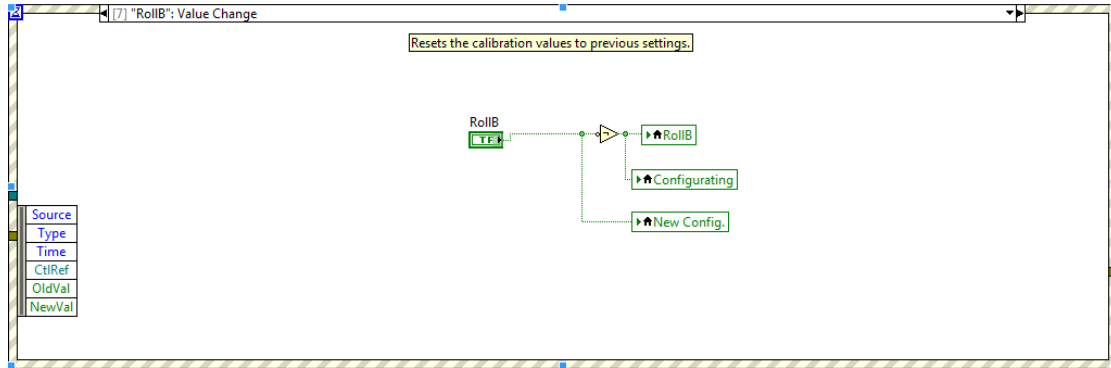 [7] "RollB": Value Change
Resets the calibration values to previous settings.
RollB
TF
RollB
Configurating
New Config.
Source
Type
Time
CtlRef
OldVal
NewVal